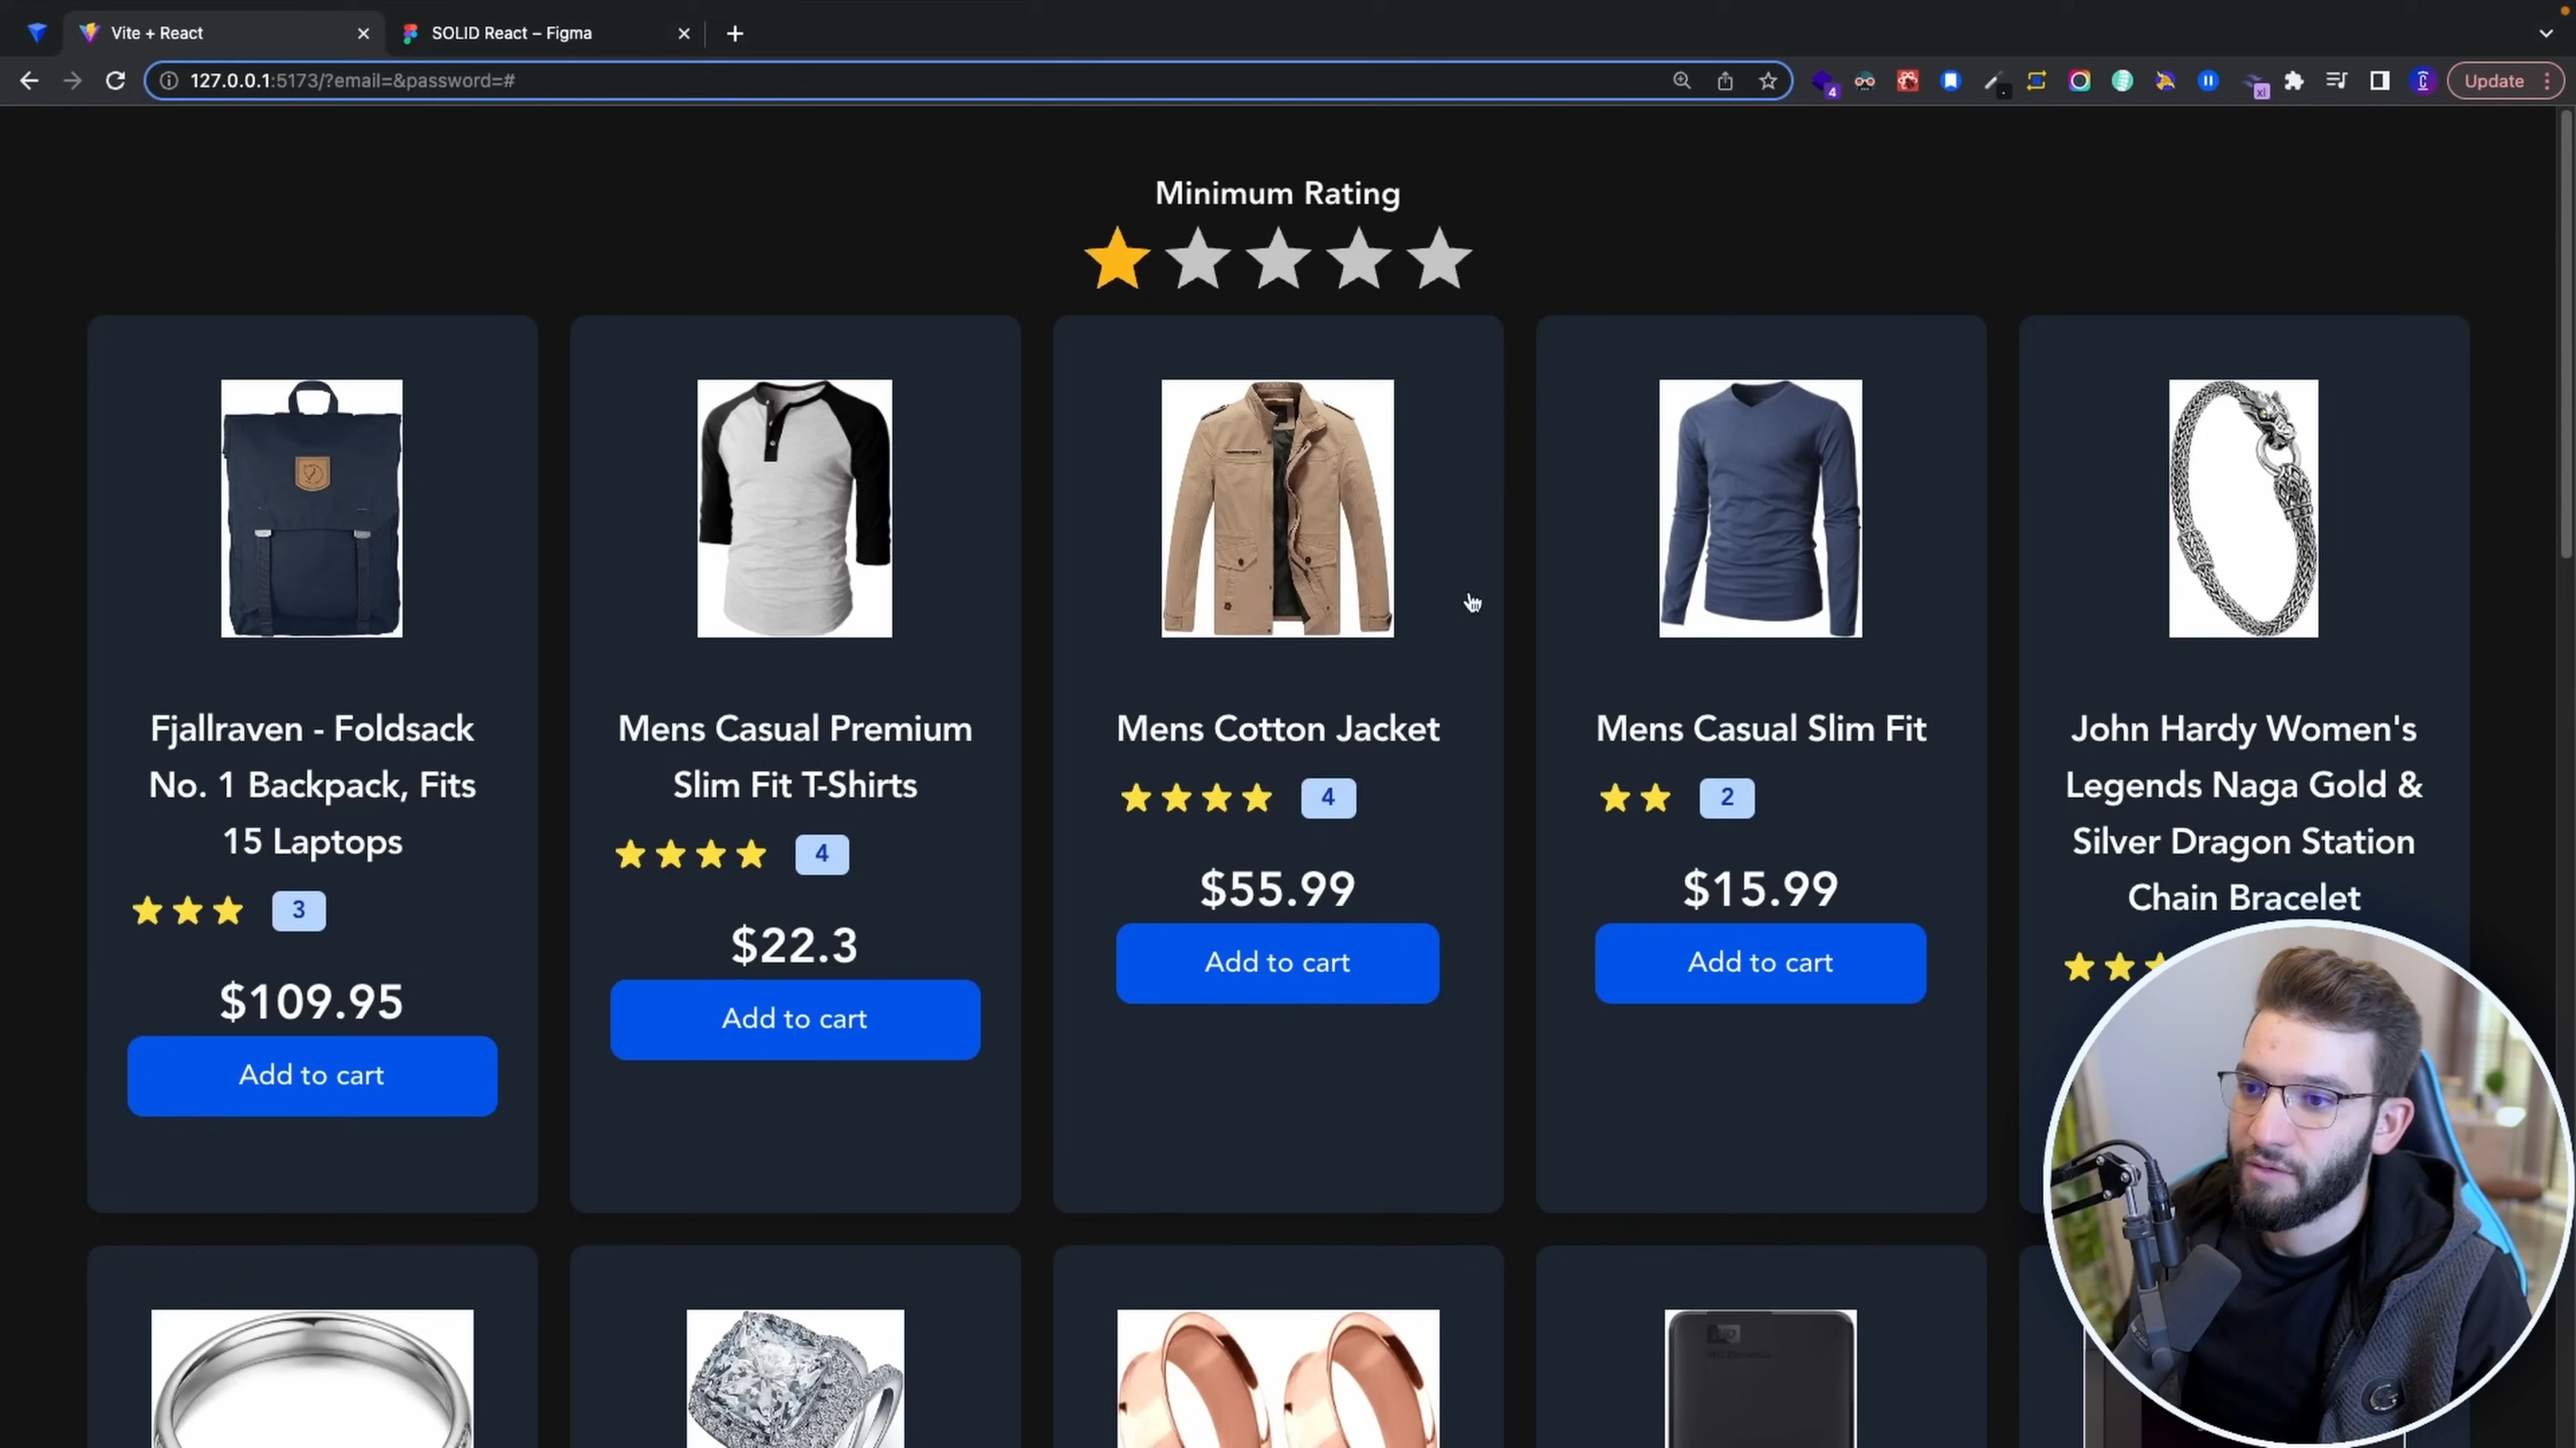 Vite + React
SOLID React – Figma
127.0.0.1:5173/?email=&password=#
4
xl
Update
Minimum Rating
Fjallraven - Foldsack
No. 1 Backpack, Fits
15 Laptops
3
$109.95
Add to cart
Mens Casual Premium
Slim Fit T-Shirts
4
$22.3
Add to cart
Mens Cotton Jacket
4
$55.99
Add to cart
Mens Casual Slim Fit
2
$15.99
Add to cart
John Hardy Women's
Legends Naga Gold &
Silver Dragon Station
Chain Bracelet